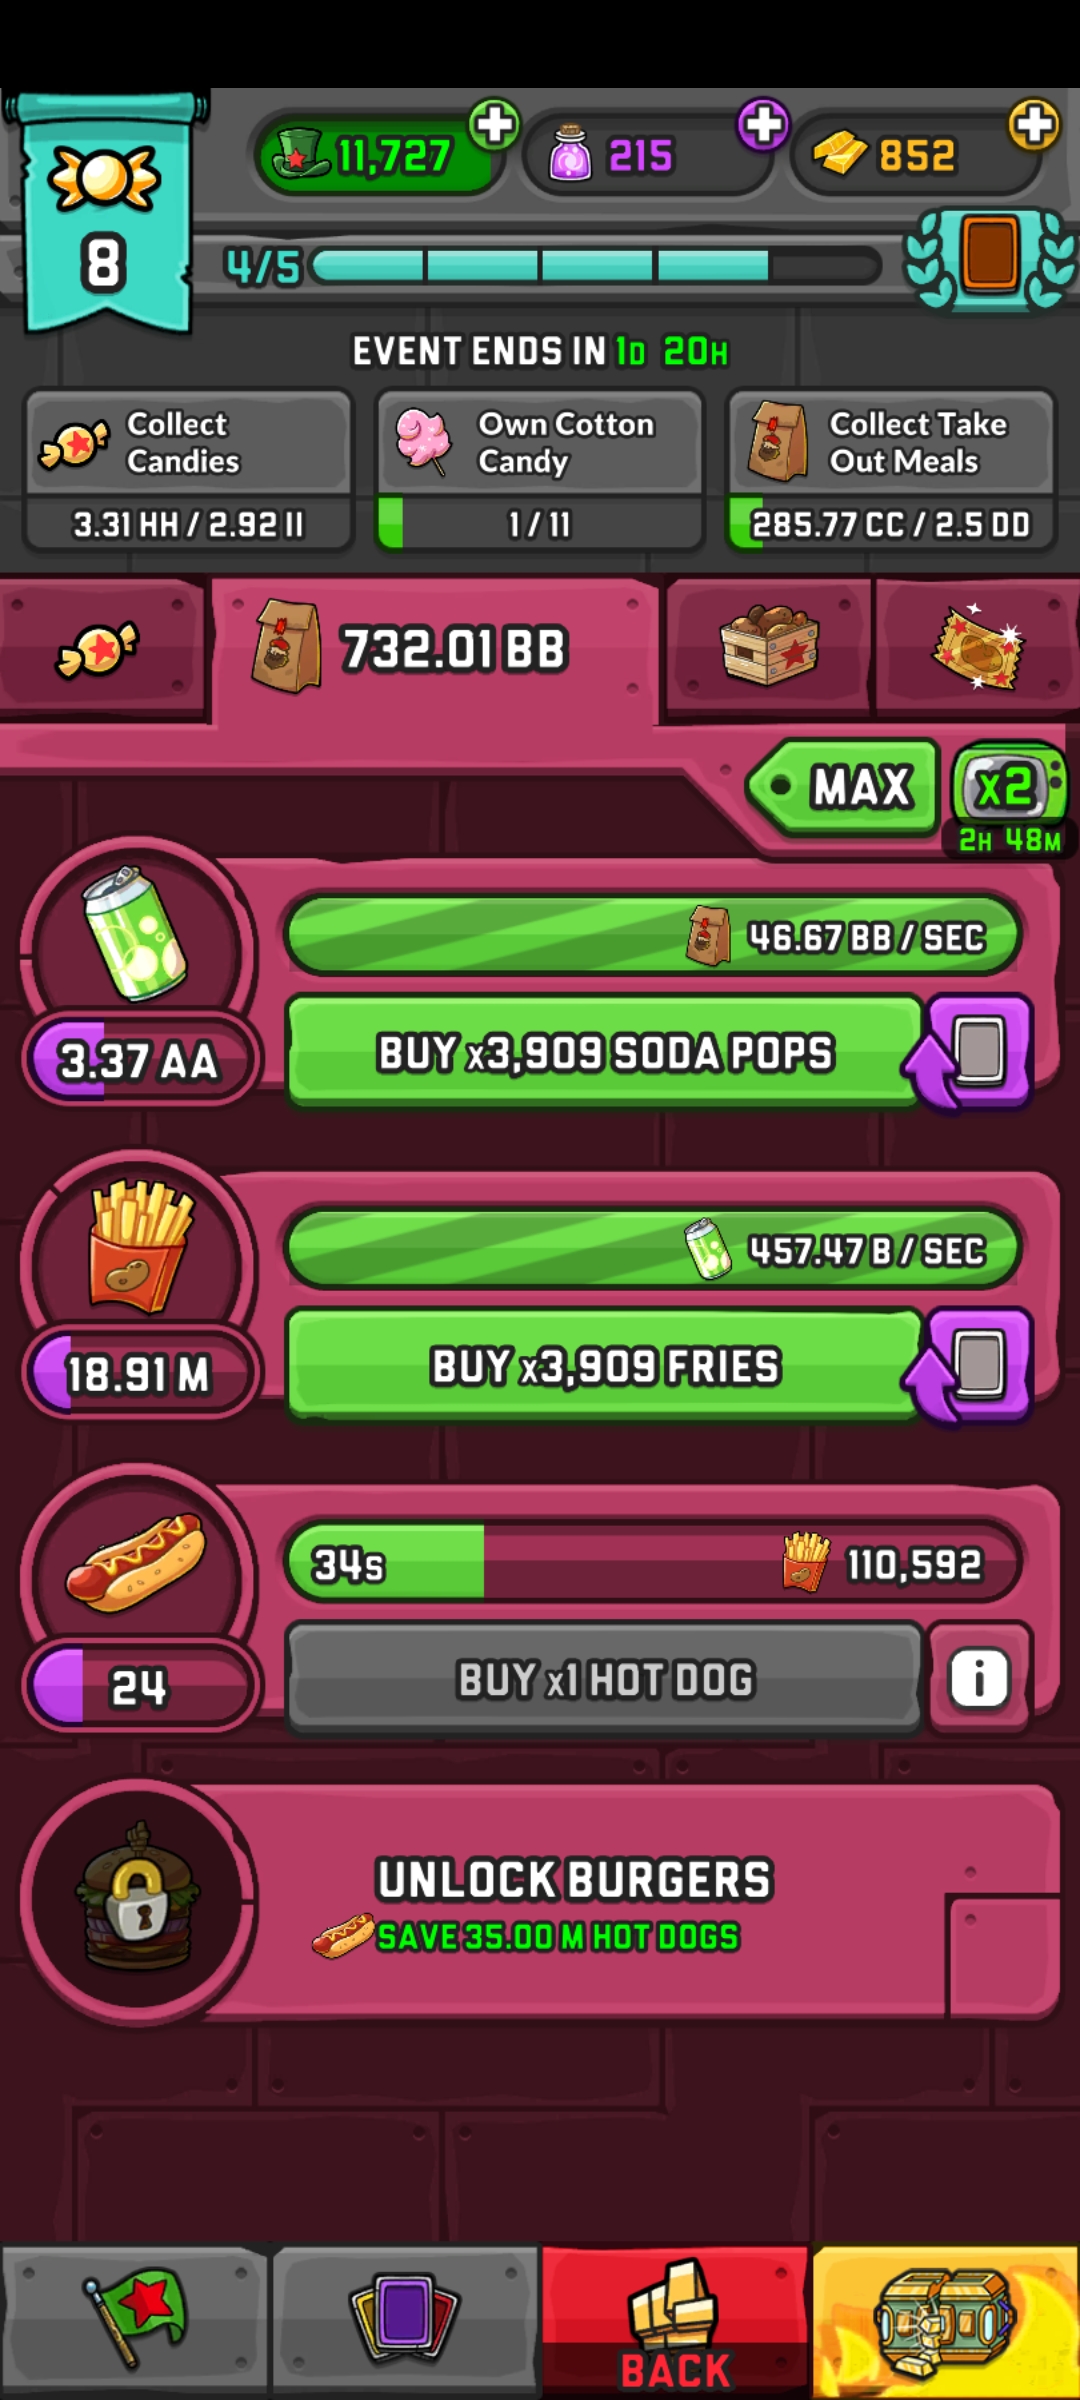 11,727
215
852
8
4/5
EVENT ENDS IN 1D 20H
Collect
Candies
3.31 HH / 2.92 II
Own Cotton
Candy
1 / 11
Collect Take
Out Meals
285.77 CC / 2.5 DD
732.01 BB
MAX
x2
2H 48M
46.67 BB / SEC
3.37 AA
BUY x3,909 SODA POPS
457.47 B / SEC
18.91 M
BUY x3,909 FRIES
34s
110,592
24
BUY x1 HOT DOG
i
UNLOCK BURGERS
SAVE 35.00 M HOT DOGS
BACK